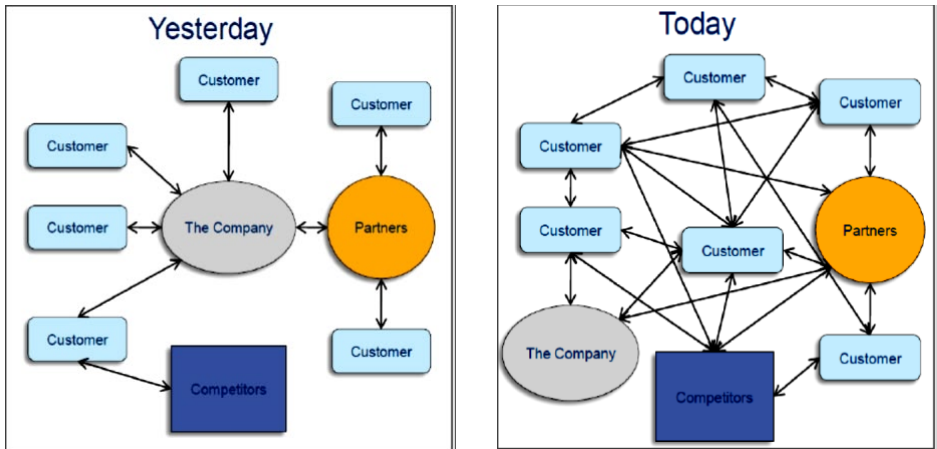 Yesterday
Customer
Customer
Customer
Customer
The Company
Partners
Customer
Customer
Customer
Competitors
Today
Customer
Customer
Customer
Customer
Customer
Partners
The Company
Customer
Competitors